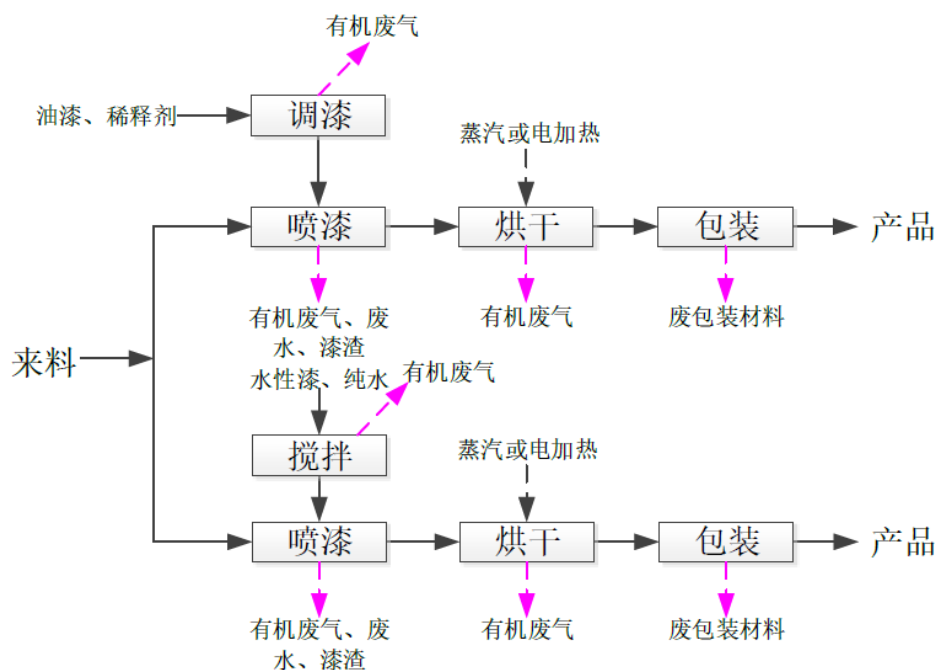 有机废气
油漆、稀释剂
调漆
蒸汽或电加热
喷漆
烘干
包装
产品
有机废气、废
水、漆渣
有机废气
废包装材料
来料
水性漆、纯水
有机废气
搅拌
蒸汽或电加热
喷漆
烘干
包装
产品
有机废气、废
水、漆渣
有机废气
废包装材料